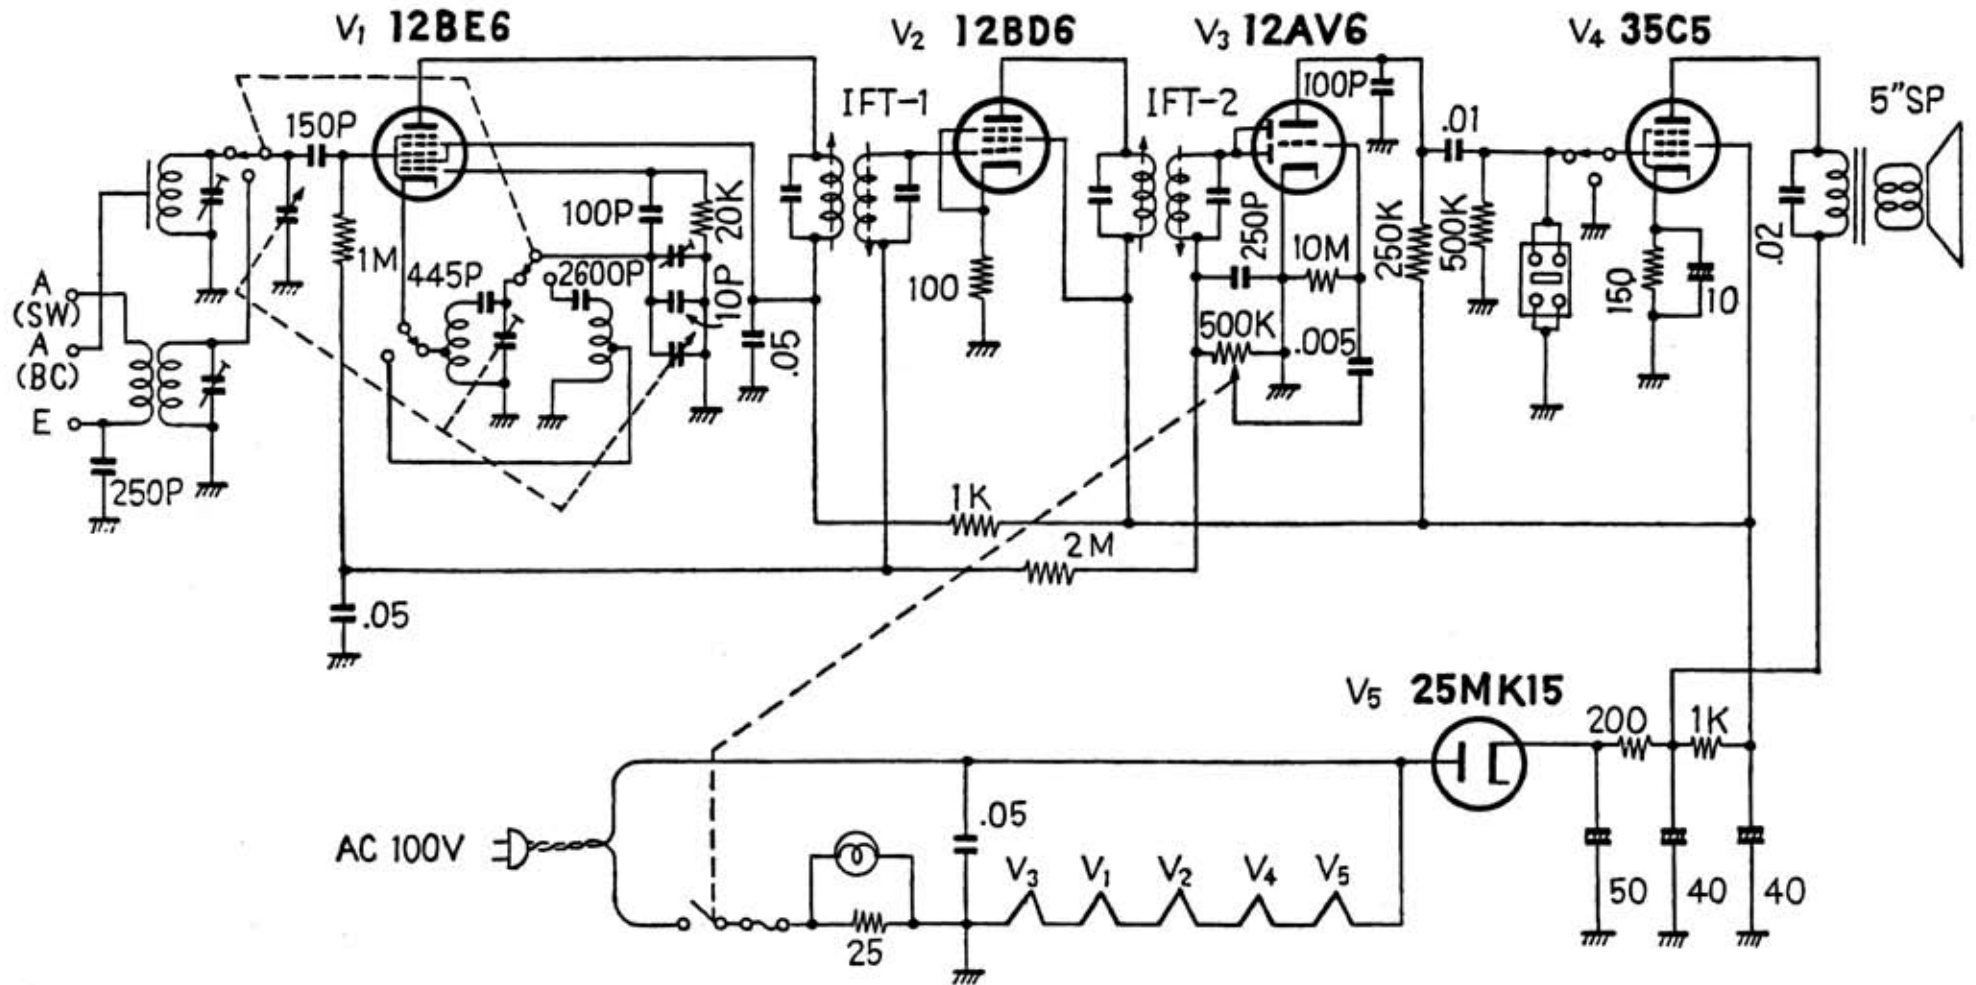 V1 12BE6
V2 12BD6
V3 12AV6
V4 35C5
150P
IFT-1
IFT-2
100P
.01
5"SP
1M
445P
100P
2600P
20K
10P
.05
100
250P
10M
500K
.005
250K
500K
150
10
.02
A
(SW)
A
(BC)
E
250P
1K
2M
.05
V5 25MK15
200
1K
AC 100V
.05
25
V3
V1
V2
V4
V5
50
40
40